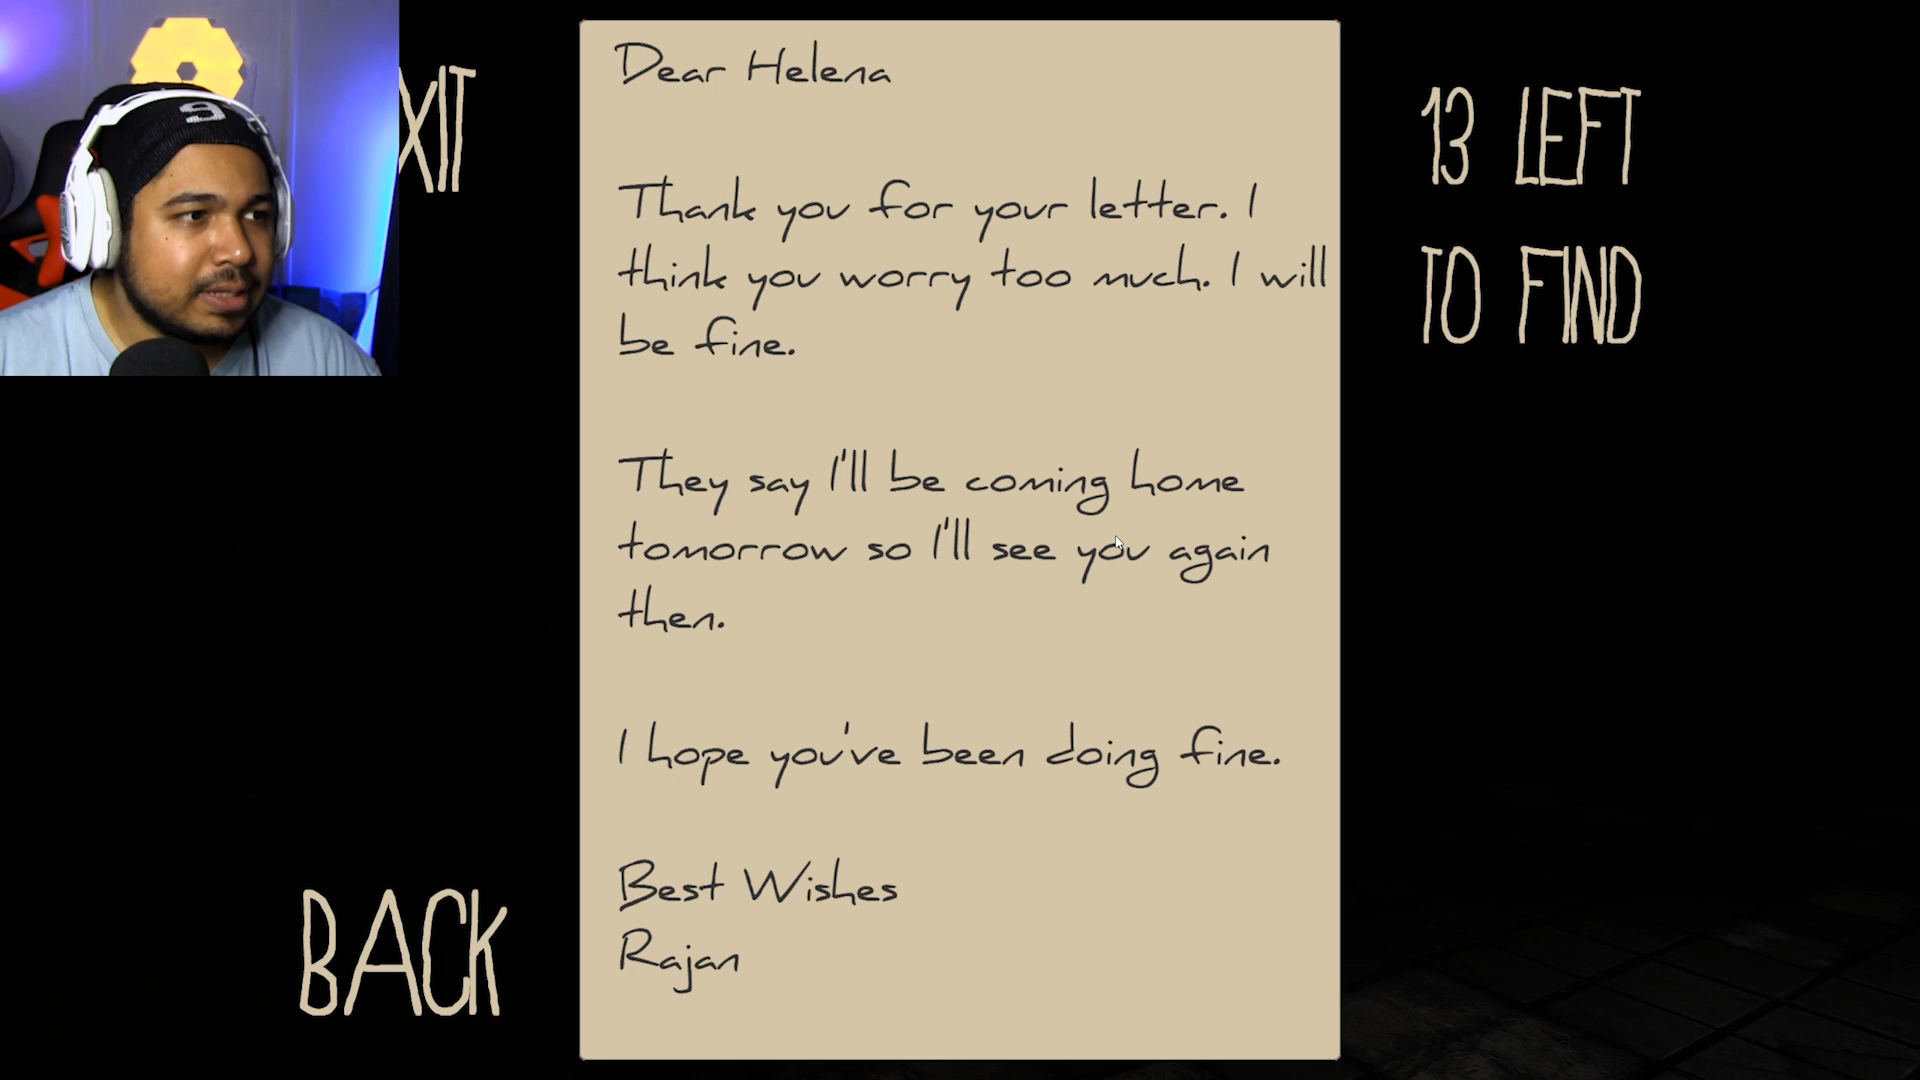 9
XIT
Dear Helena
Thank you for your letter. I
think you worry too much. I will
be fine.
They say I'll be coming home
tomorrow so I'll see you again
then.
I hope you've been doing fine.
Best Wishes
Rajan
13 LEFT
TO FIND
BACK